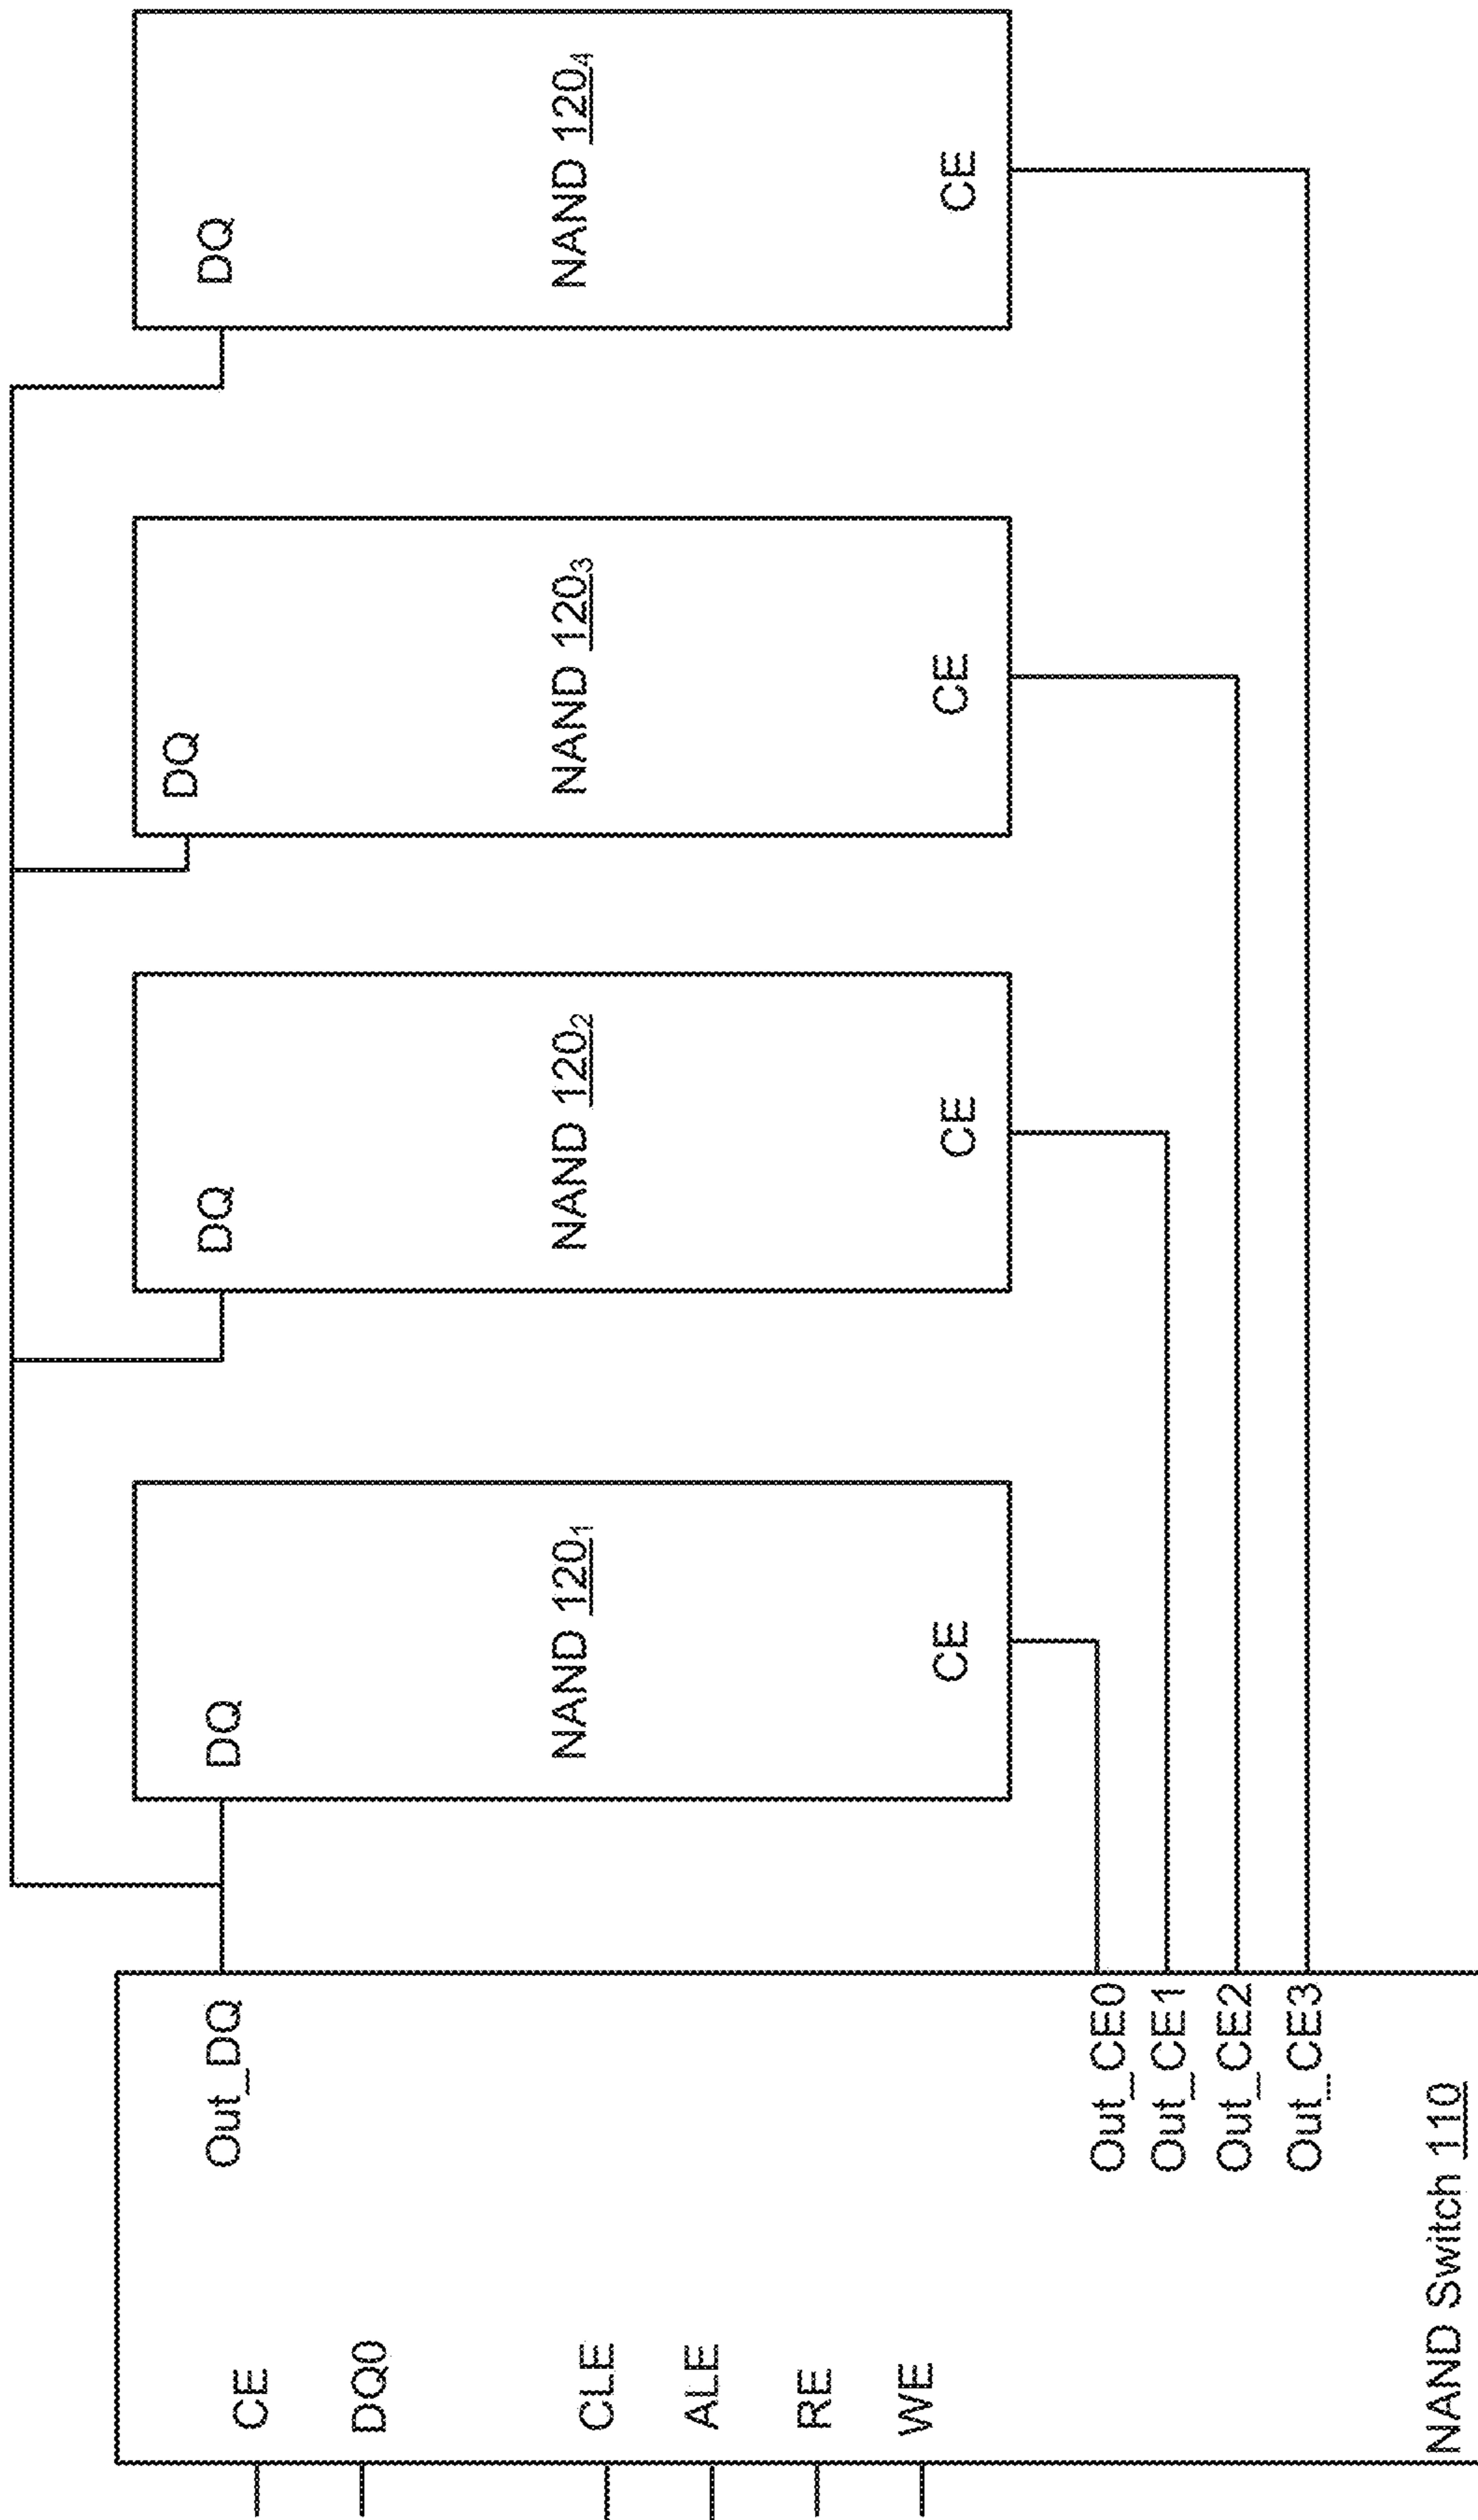 CE
DQ0
CLE
ALE
RE
WE
Out_DQ
Out_CE0
Out_CE1
Out_CE2
Out_CE3
NAND Switch 110
DQ
NAND 120₁
CE
DQ
NAND 120₂
CE
DQ
NAND 120₃
CE
DQ
NAND 120₄
CE